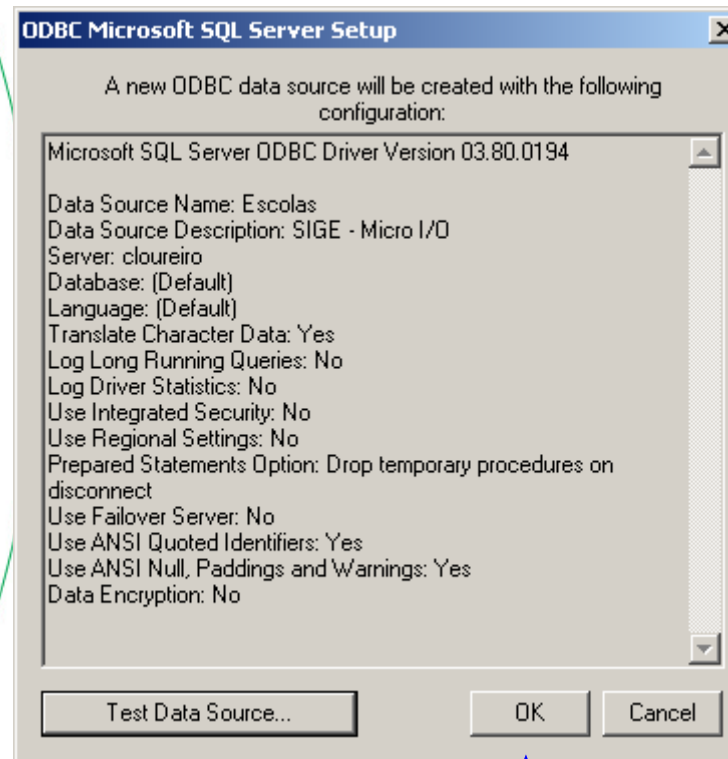 ODBC Microsoft SQL Server Setup
A new ODBC data source will be created with the following
configuration:
Microsoft SQL Server ODBC Driver Version 03.80.0194
Data Source Name: Escolas
Data Source Description: SIGE - Micro I/O
Server: cloureiro
Database: (Default)
Language: (Default)
Translate Character Data: Yes
Log Long Running Queries: No
Log Driver Statistics: No
Use Integrated Security: No
Use Regional Settings: No
Prepared Statements Option: Drop temporary procedures on
disconnect
Use Failover Server: No
Use ANSI Quoted Identifiers: Yes
Use ANSI Null, Paddings and Warnings: Yes
Data Encryption: No
Test Data Source... OK Cancel